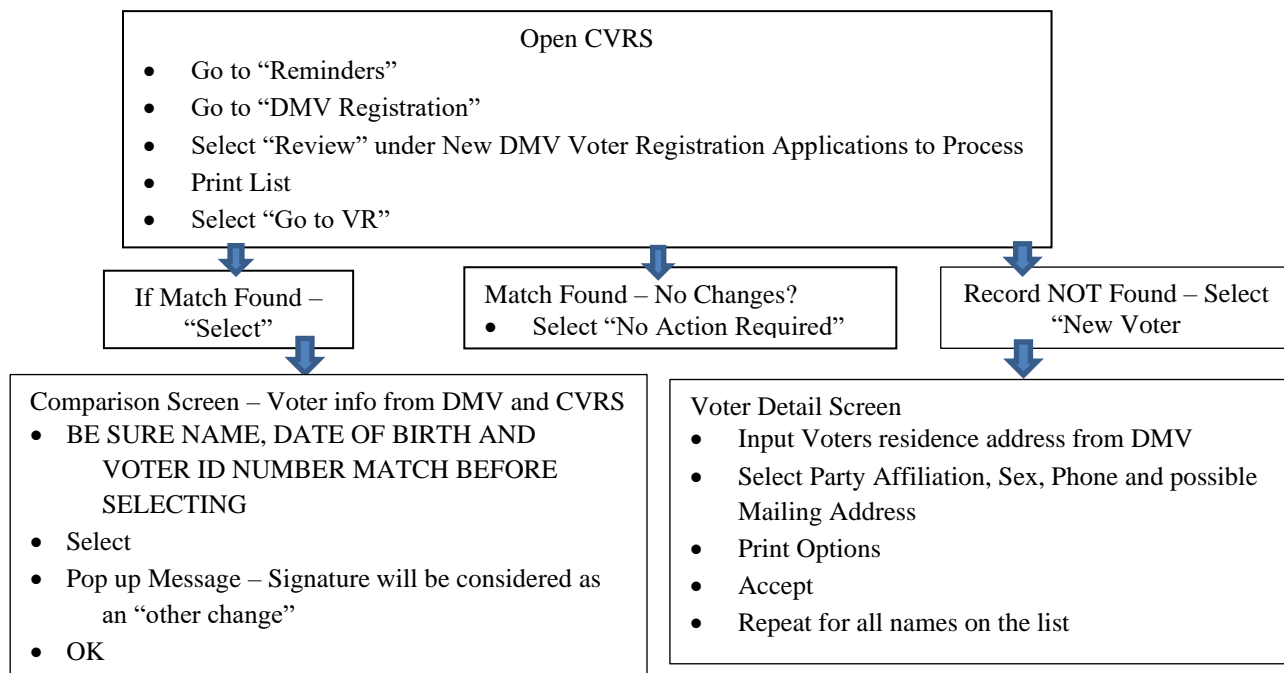 Open CVRS
• Go to “Reminders”
• Go to “DMV Registration”
• Select “Review” under New DMV Voter Registration Applications to Process
• Print List
• Select “Go to VR”
If Match Found –
“Select”
Match Found – No Changes?
• Select “No Action Required”
Record NOT Found – Select
“New Voter
Comparison Screen – Voter info from DMV and CVRS
• BE SURE NAME, DATE OF BIRTH AND
VOTER ID NUMBER MATCH BEFORE
SELECTING
• Select
• Pop up Message – Signature will be considered as
an “other change”
• OK
Voter Detail Screen
• Input Voters residence address from DMV
• Select Party Affiliation, Sex, Phone and possible
Mailing Address
• Print Options
• Accept
• Repeat for all names on the list